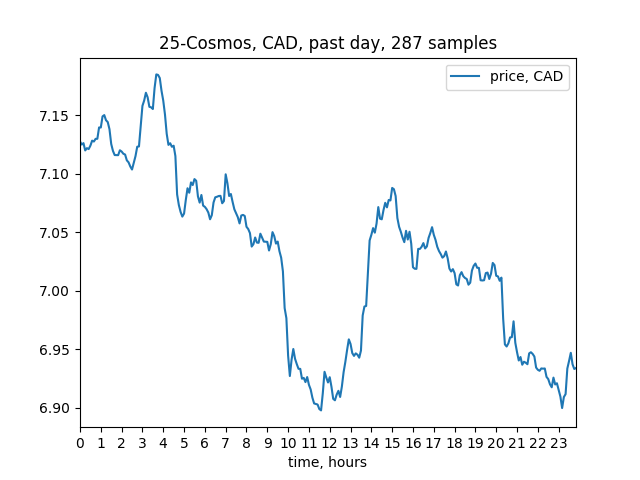 25-Cosmos, CAD, past day, 287 samples
price, CAD
7.15
7.10
7.05
7.00
6.95
6.90
0 1 2 3 4 5 6 7 8 9 10 11 12 13 14 15 16 17 18 19 20 21 22 23
time, hours